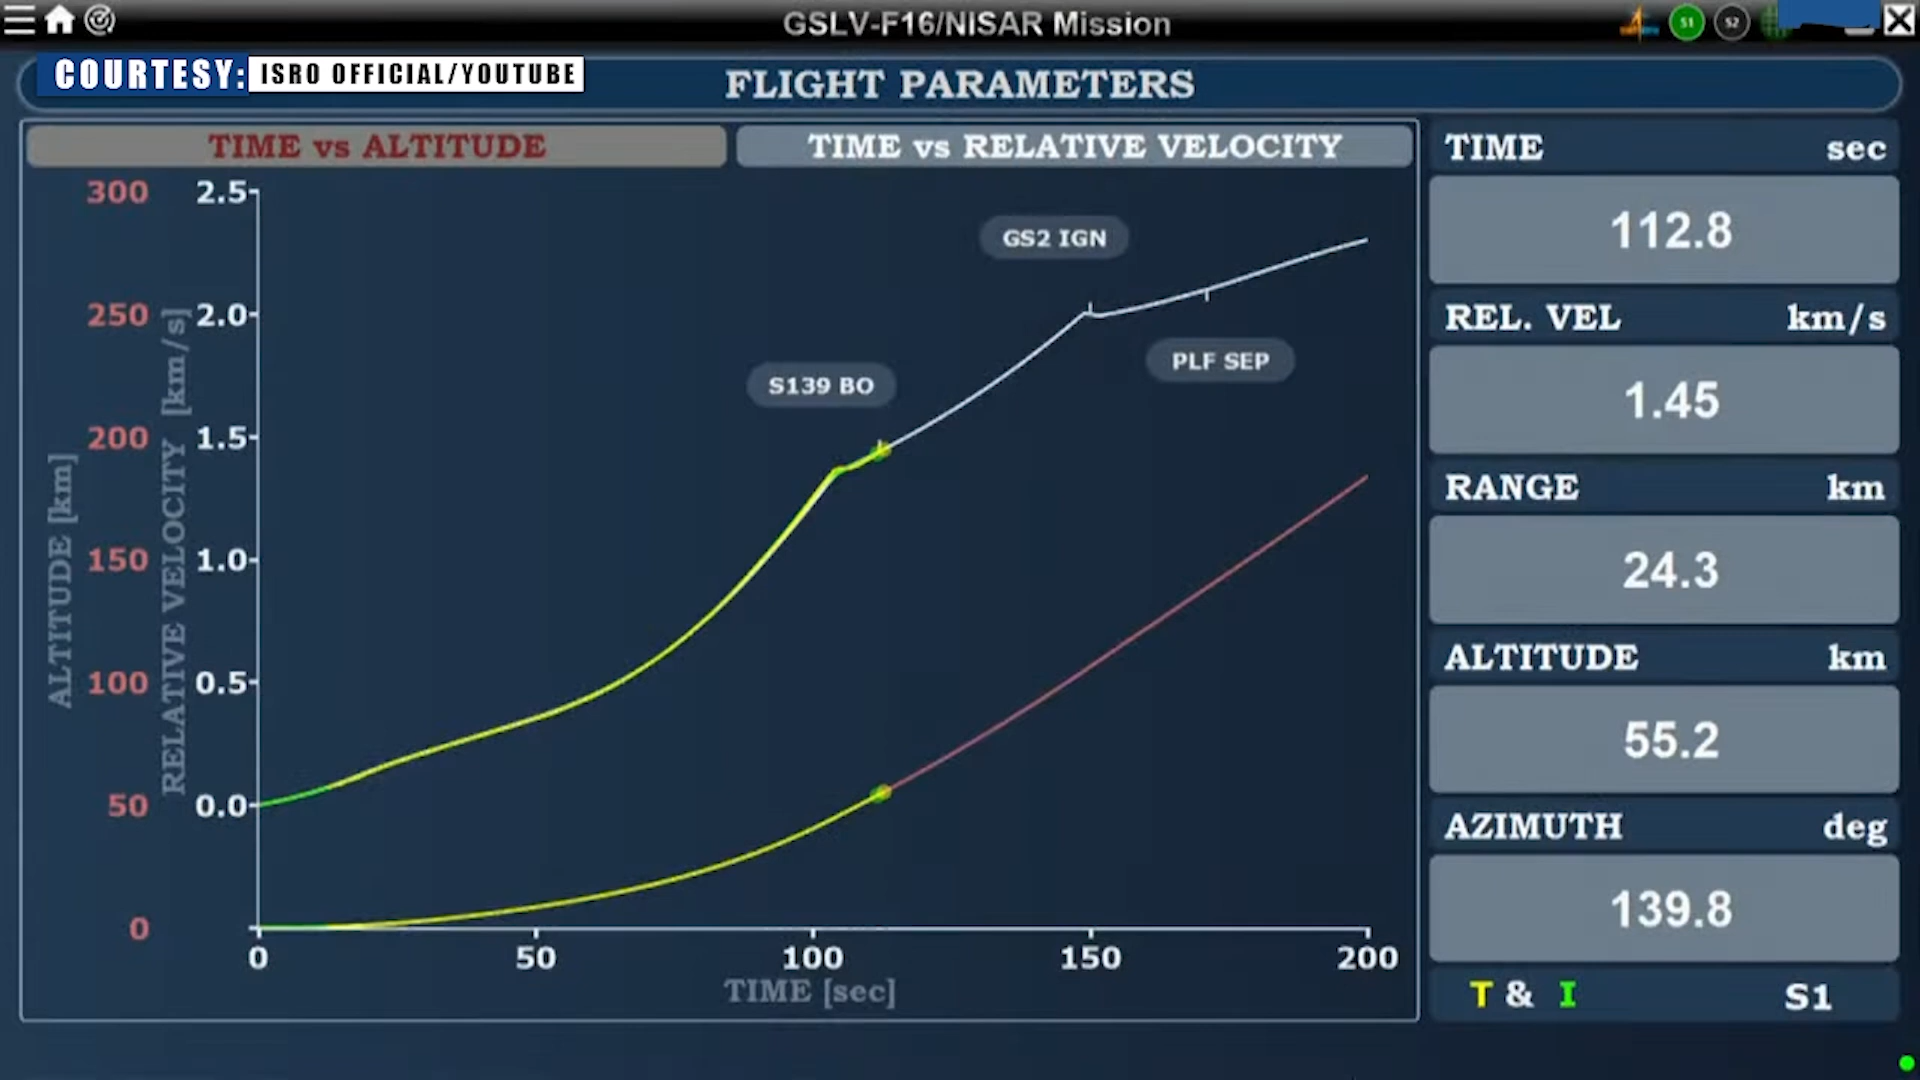 GSLV-F16/NISAR Mission
S1 S2
COURTESY: ISRO OFFICIAL/YOUTUBE
FLIGHT PARAMETERS
TIME vs ALTITUDE
TIME vs RELATIVE VELOCITY
300
250
200
150
100
50
0
ALTITUDE [km]
2.5
2.0
1.5
1.0
0.5
0.0
RELATIVE VELOCITY [km/s]
GS2 IGN
PLF SEP
S139 BO
0 50 100 150 200
TIME [sec]
TIME sec
112.8
REL. VEL km/s
1.45
RANGE km
24.3
ALTITUDE km
55.2
AZIMUTH deg
139.8
T & I S1